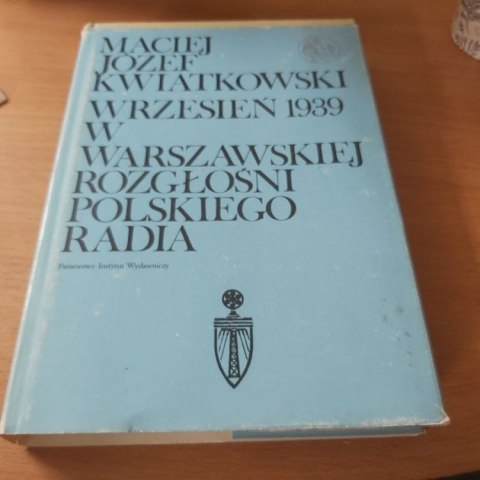 MACIEJ
JÓZEF
KWIATKOWSKI
WRZESIEŃ 1939
W
WARSZAWSKIEJ
ROZGŁOŚNI
POLSKIEGO
RADIA
Państwowy Instytut Wydawniczy